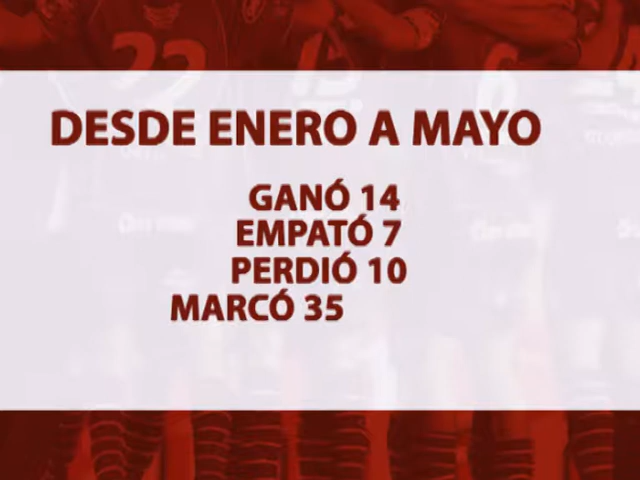 DESDE ENERO A MAYO
GANÓ 14
EMPATÓ 7
PERDIÓ 10
MARCÓ 35